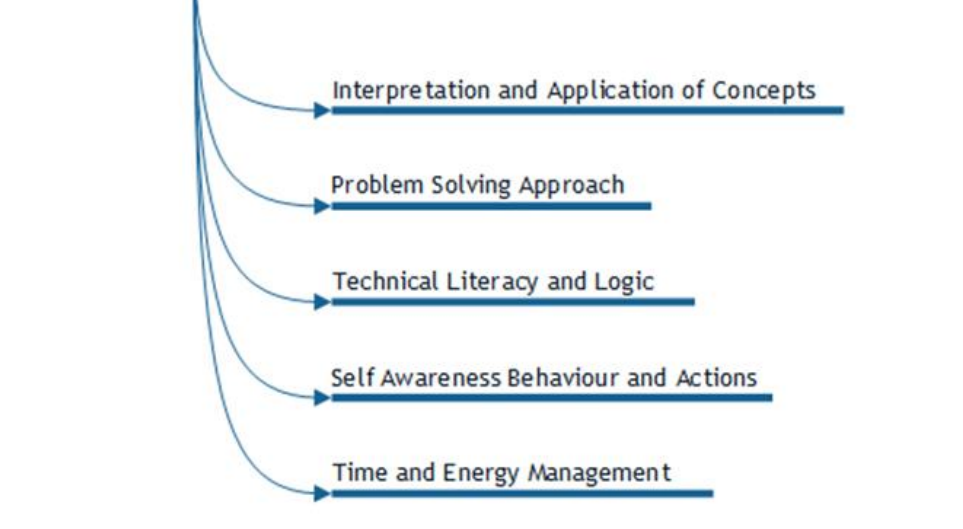 Interpretation and Application of Concepts
Problem Solving Approach
Technical Literacy and Logic
Self Awareness Behaviour and Actions
Time and Energy Management